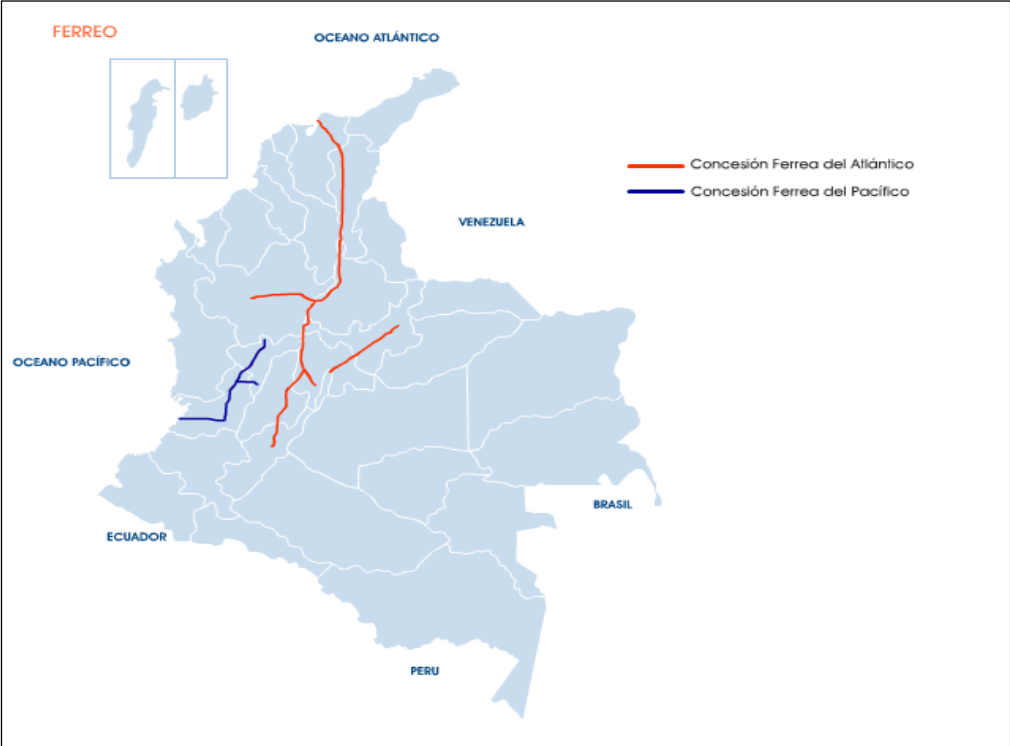 FERREO
OCEANO ATLÁNTICO
Concesión Ferrea del Atlántico
Concesión Ferrea del Pacífico
VENEZUELA
OCEANO PACÍFICO
BRASIL
ECUADOR
PERU